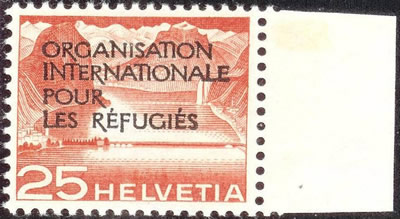 ORGANISATION
INTERNATIONALE
POUR
LES RÉFUGIÉS
25 HELVETIA